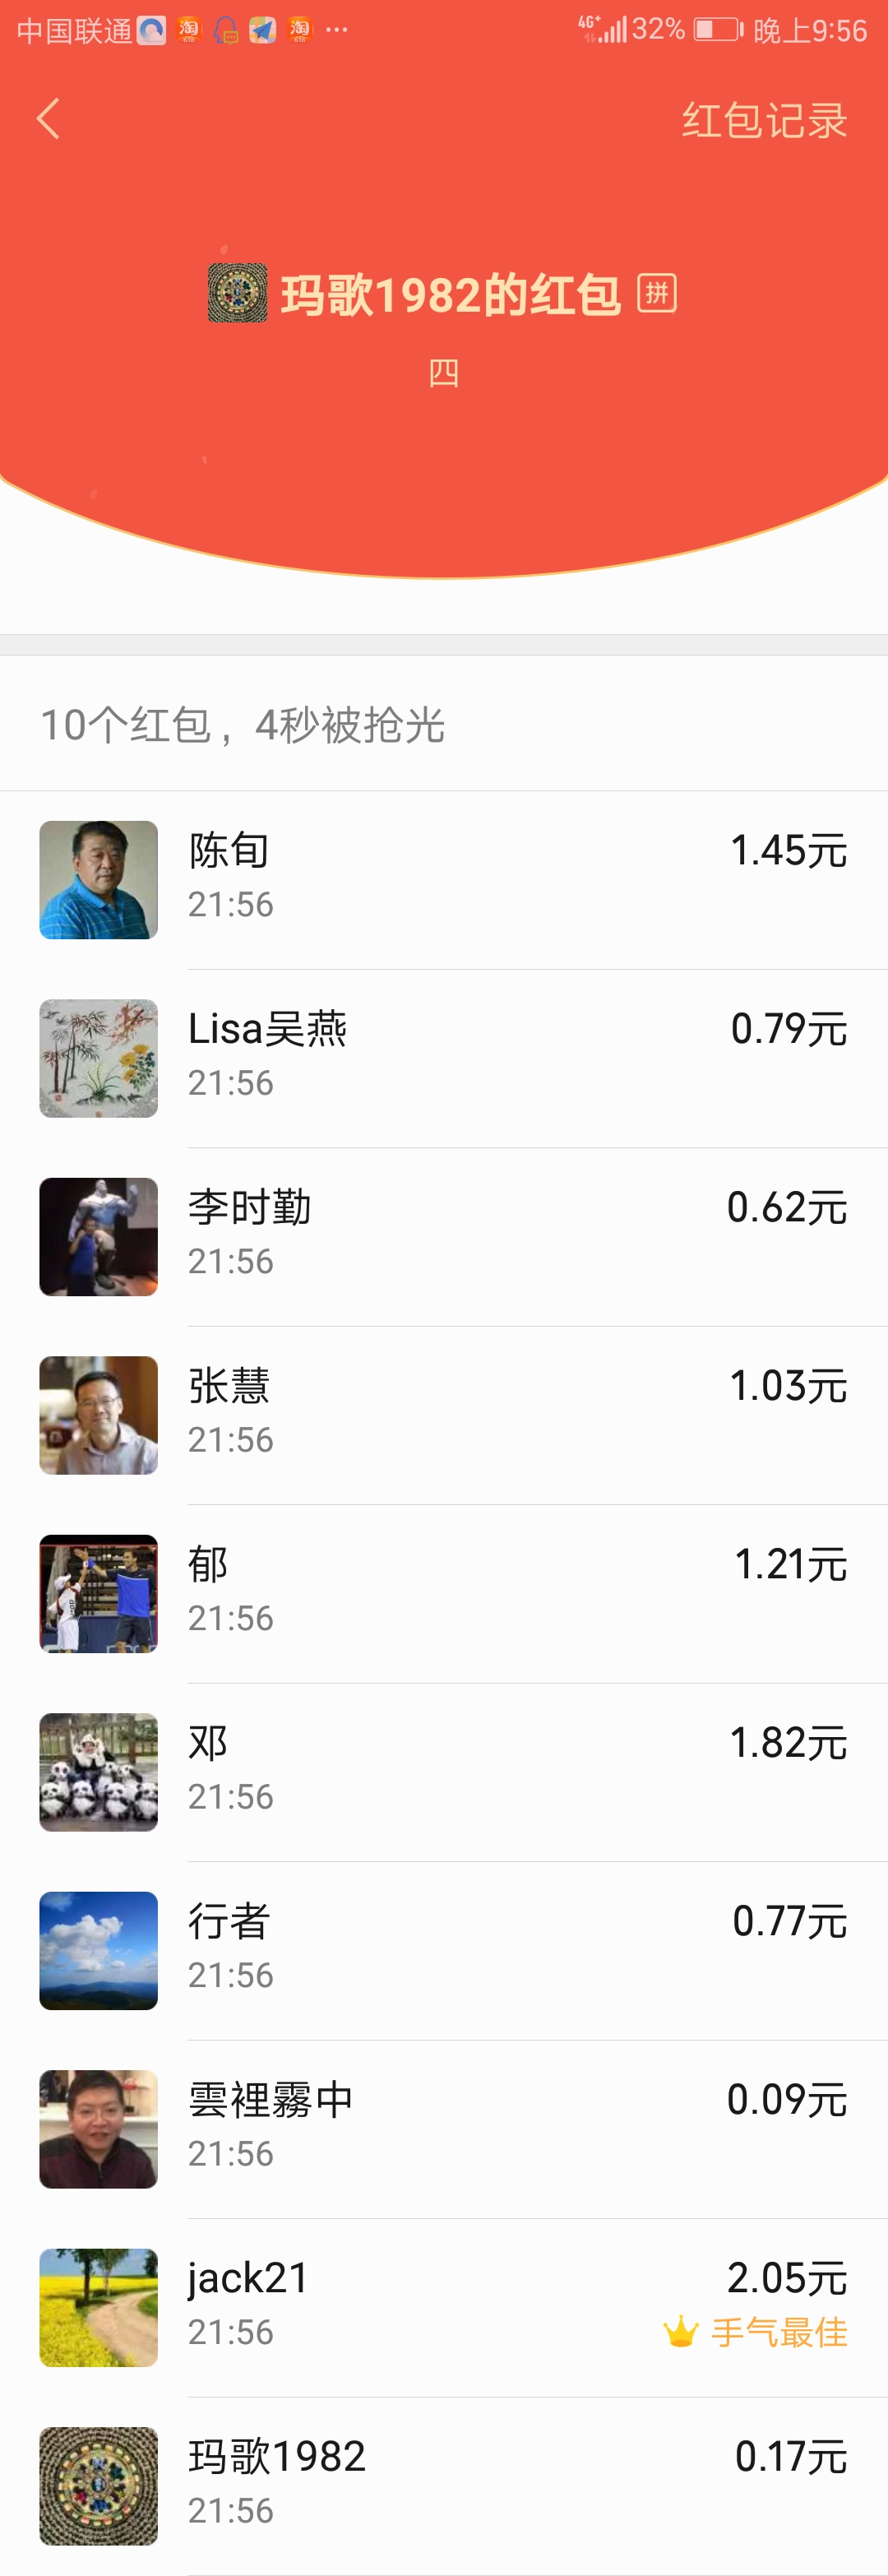 中国联通 淘 618 淘 618 ... 4G+ 32% 晚上9:56
红包记录
玛歌1982的红包 拼
四
10个红包，4秒被抢光
陈旬 1.45元
21:56
Lisa吴燕 0.79元
21:56
李时勤 0.62元
21:56
张慧 1.03元
21:56
郁 1.21元
21:56
邓 1.82元
21:56
行者 0.77元
21:56
雲裡霧中 0.09元
21:56
jack21 2.05元
21:56 手气最佳
玛歌1982 0.17元
21:56